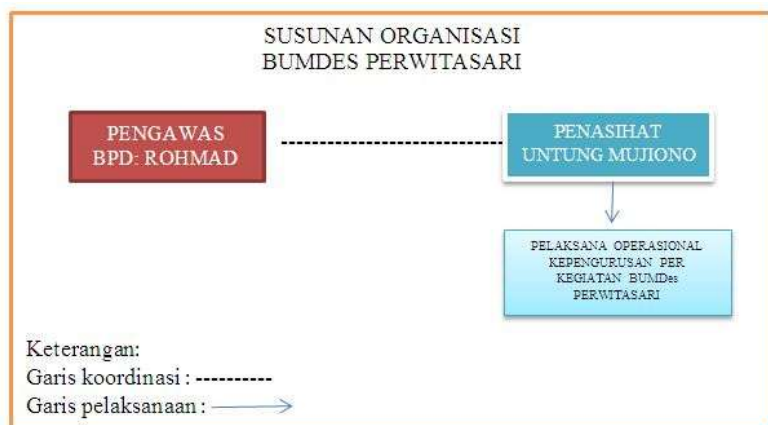 SUSUNAN ORGANISASI
BUMDES PERWITASARI
PENGAWAS
BPD: ROHMAD
PENASIHAT
UNTUNG MUJIONO
PELAKSANA OPERASIONAL
KEPENGURUSAN PER
KEGIATAN BUMDes
PERWITASARI
Keterangan:
Garis koordinasi : ----------
Garis pelaksanaan :